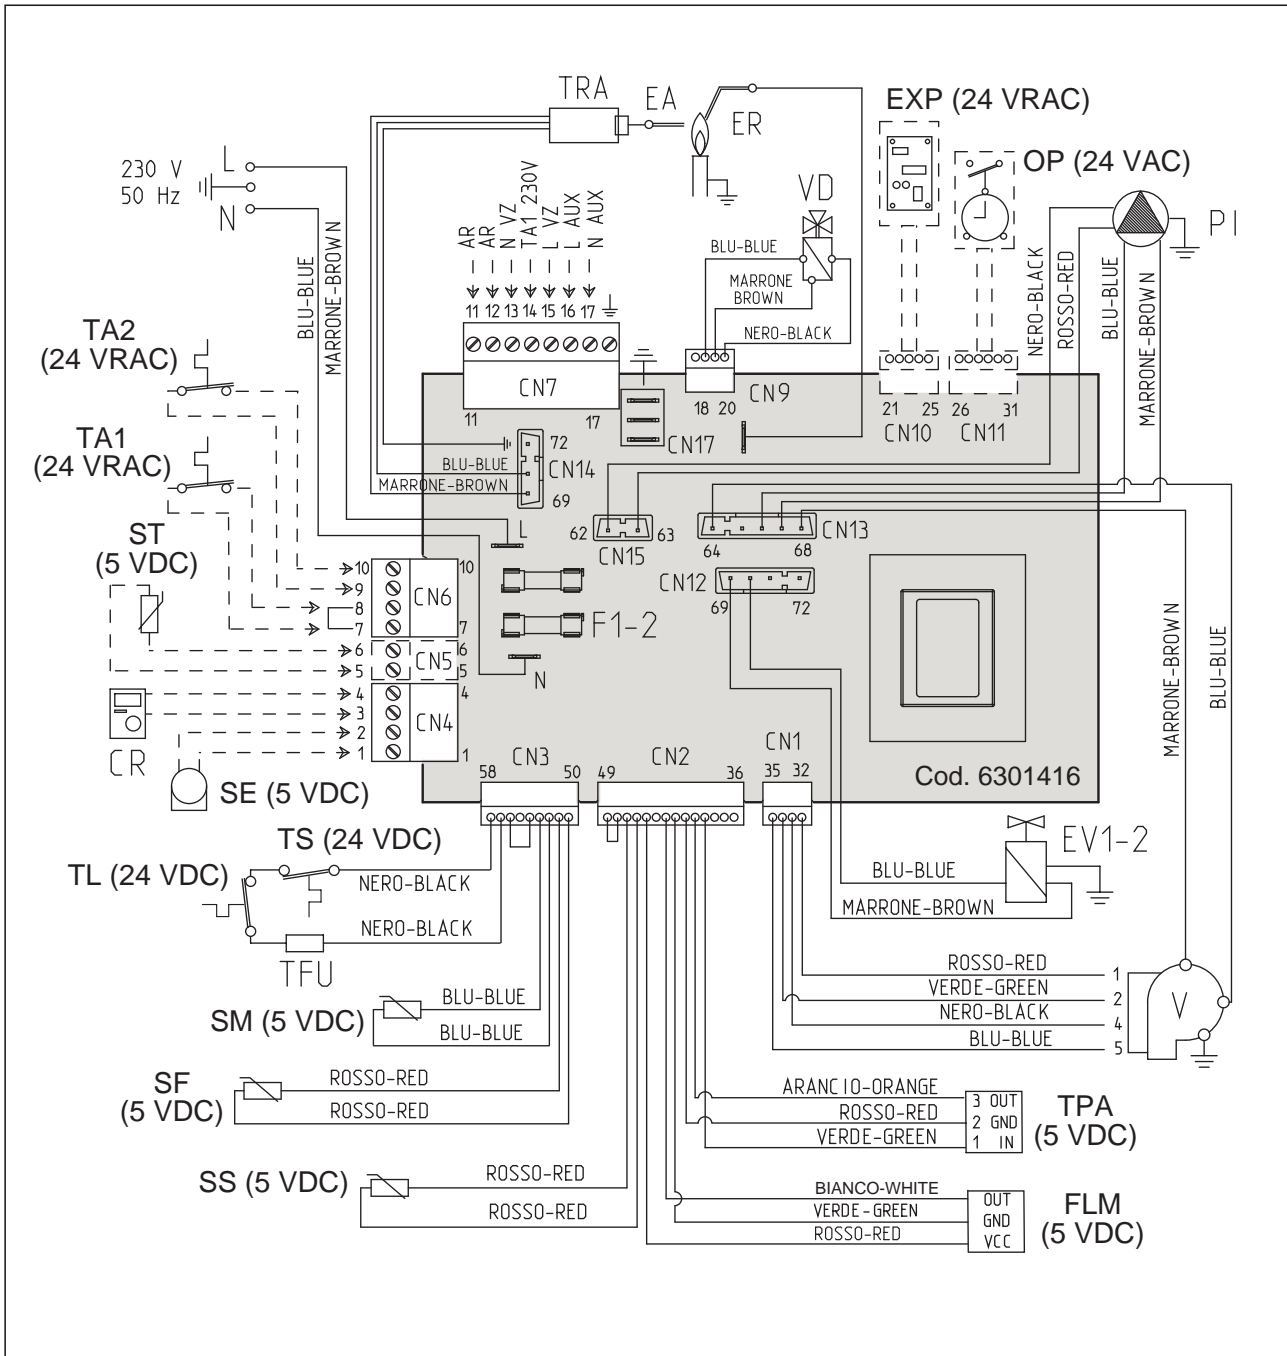 TRA
EA
ER
EXP (24 VRAC)
OP (24 VAC)
230 V
50 Hz
L
N
AR
AR
N VZ
TA1 230V
L VZ
L AUX
N AUX
VD
PI
BLU-BLUE
MARRONE-BROWN
BLU-BLUE
MARRONE
BROWN
NERO-BLACK
NERO-BLACK
ROSSO-RED
BLU-BLUE
MARRONE-BROWN
11 12 13 14 15 16 17
TA2
(24 VRAC)
CN7
11
17
18 20
CN9
21 25
CN10
26 31
CN11
TA1
(24 VRAC)
CN17
72
BLU-BLUE
CN14
MARRONE-BROWN
69
ST
(5 VDC)
L
62
63
CN15
64
68
CN13
CN12
69
72
10
9
8
7
10
CN6
7
F1-2
6
5
CN5
6
5
N
4
3
2
1
4
CN4
1
CR
SE (5 VDC)
MARRONE-BROWN
BLU-BLUE
58
CN3
50
49
CN2
36
CN1
35 32
Cod. 6301416
TS (24 VDC)
TL (24 VDC)
NERO-BLACK
NERO-BLACK
TFU
EV1-2
BLU-BLUE
MARRONE-BROWN
SM (5 VDC)
BLU-BLUE
BLU-BLUE
ROSSO-RED 1
VERDE-GREEN 2
NERO-BLACK 4
BLU-BLUE 5
V
SF
(5 VDC)
ROSSO-RED
ROSSO-RED
ARANCIO-ORANGE 3 OUT
ROSSO-RED 2 GND
VERDE-GREEN 1 IN
TPA
(5 VDC)
SS (5 VDC)
ROSSO-RED
ROSSO-RED
BIANCO-WHITE OUT
VERDE-GREEN GND
ROSSO-RED VCC
FLM
(5 VDC)